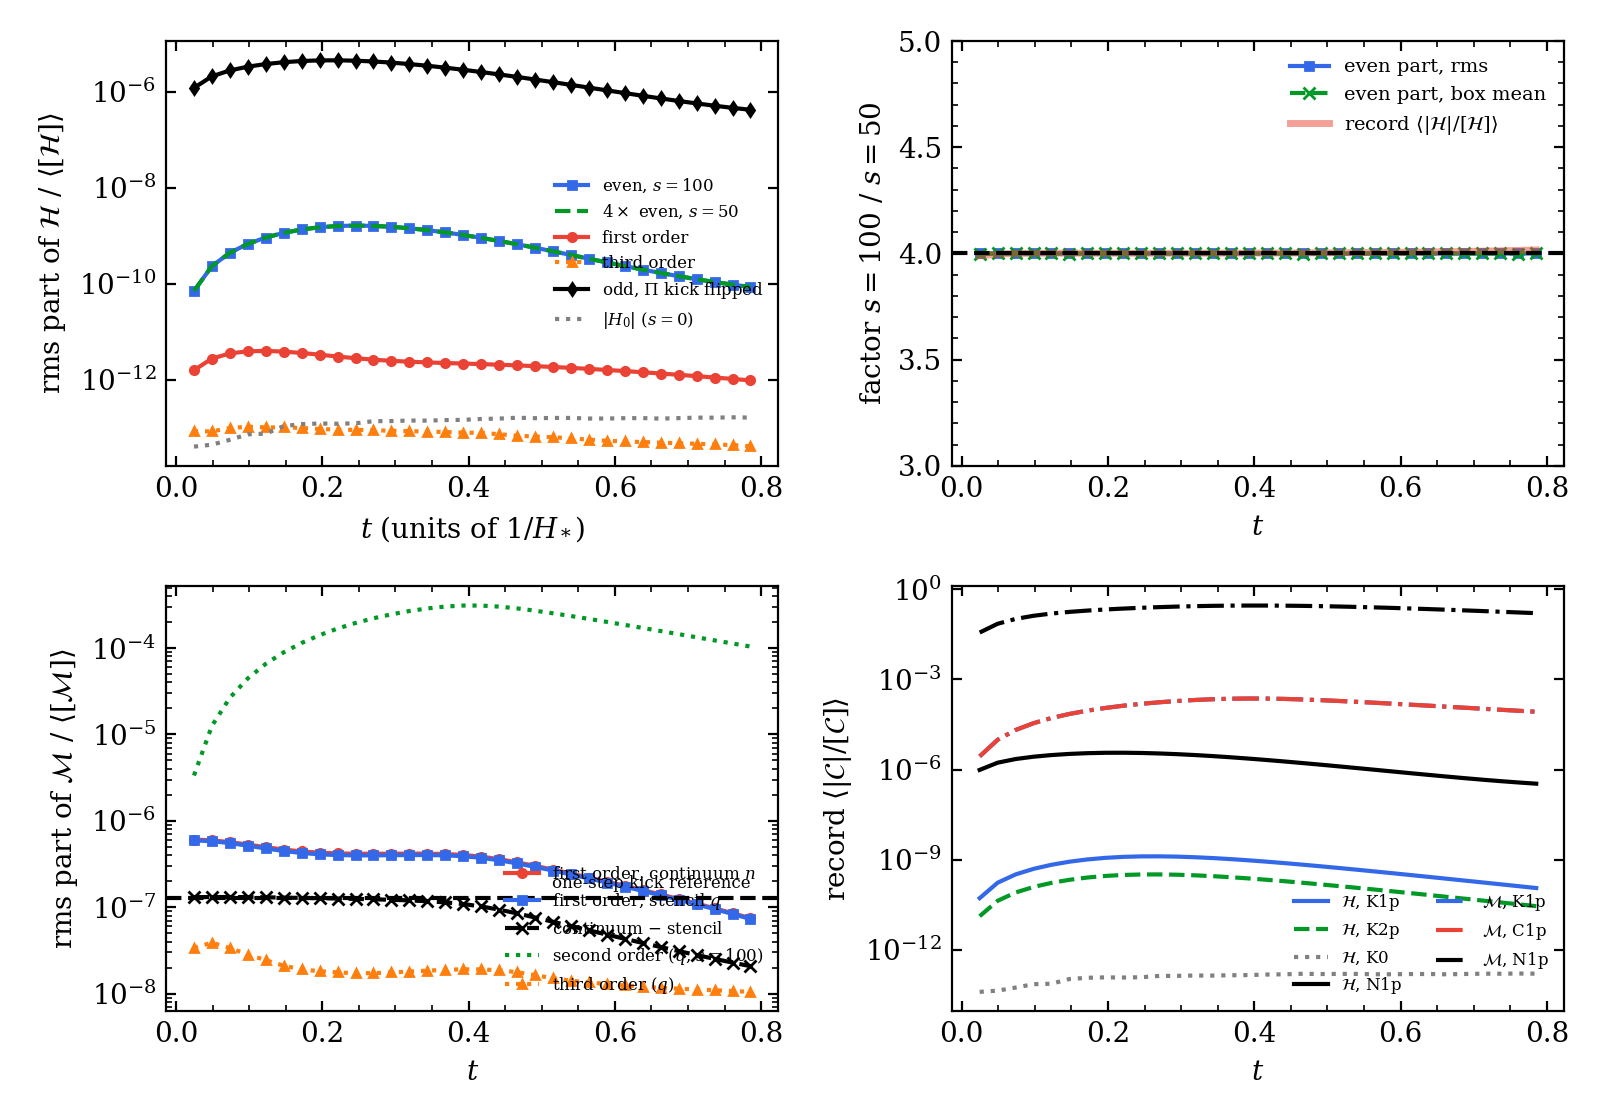 rms part of ℋ / ⟨[ℋ]⟩
10⁻⁶
10⁻⁸
10⁻¹⁰
10⁻¹²
even, s = 100
4 × even, s = 50
first order
third order
odd, Π kick flipped
|H₀| (s = 0)
0.0 0.2 0.4 0.6 0.8
t (units of 1/H∗)
factor s = 100 / s = 50
5.0
4.5
4.0
3.5
3.0
even part, rms
even part, box mean
record ⟨|ℋ|/[ℋ]⟩
0.0 0.2 0.4 0.6 0.8
t
rms part of ℳ / ⟨[ℳ]⟩
10⁻⁴
10⁻⁵
10⁻⁶
10⁻⁷
10⁻⁸
first order, continuum n
one-step kick reference
first order, stencil q
continuum − stencil
second order (q, s = 100)
third order (q)
0.0 0.2 0.4 0.6 0.8
t
record ⟨|𝒞|/[𝒞]⟩
10⁰
10⁻³
10⁻⁶
10⁻⁹
10⁻¹²
ℋ, K1p
ℋ, K2p
ℋ, K0
ℋ, N1p
ℳ, K1p
ℳ, C1p
ℳ, N1p
0.0 0.2 0.4 0.6 0.8
t